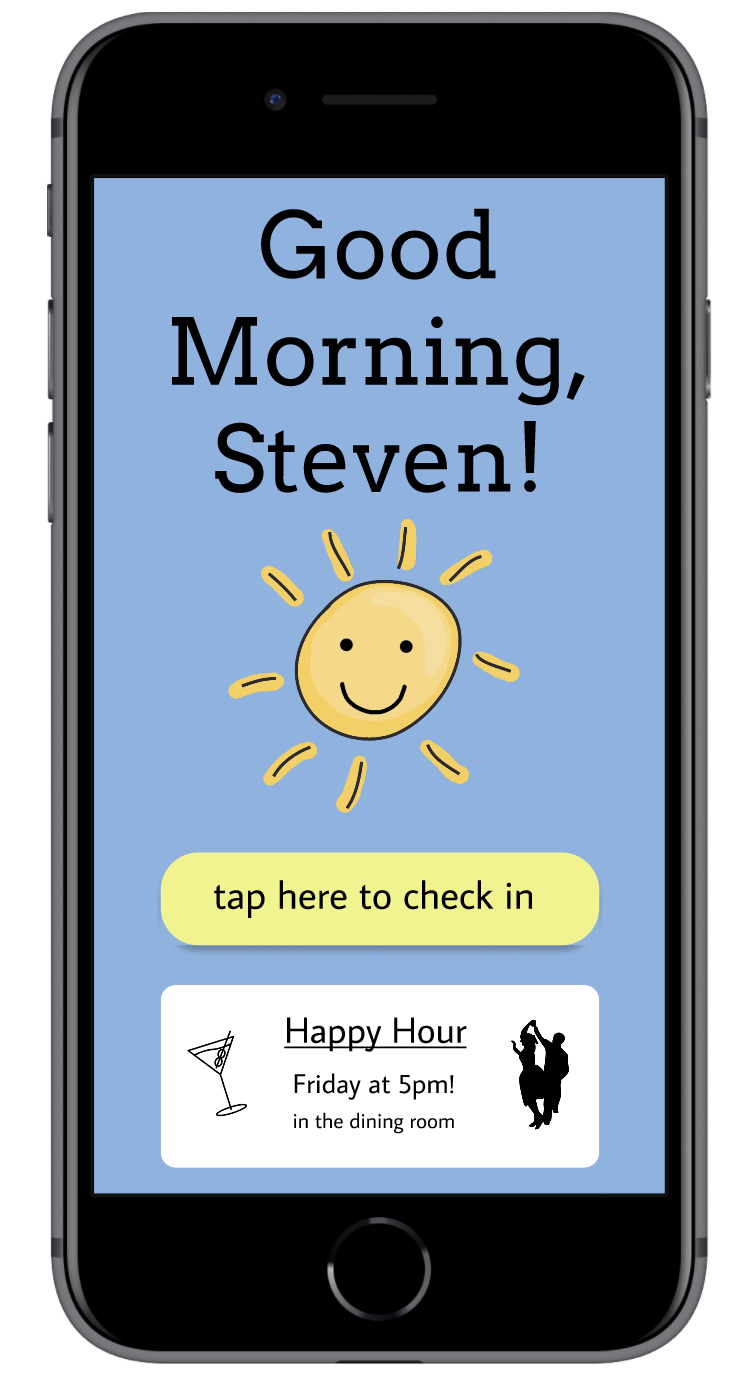 Good
Morning,
Steven!
tap here to check in
Happy Hour
Friday at 5pm!
in the dining room